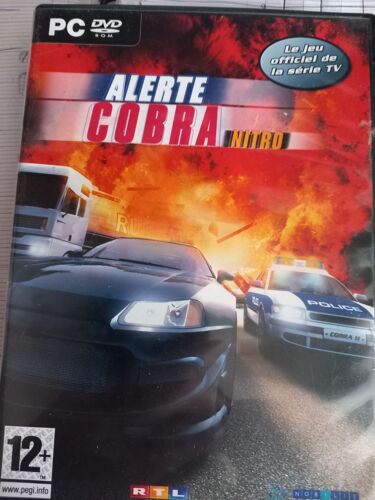 PC DVD
ROM
Le jeu
officiel de
la série TV
ALERTE
COBRA NITRO
POLICE
COBRA 11
12+
www.pegi.info
RTL